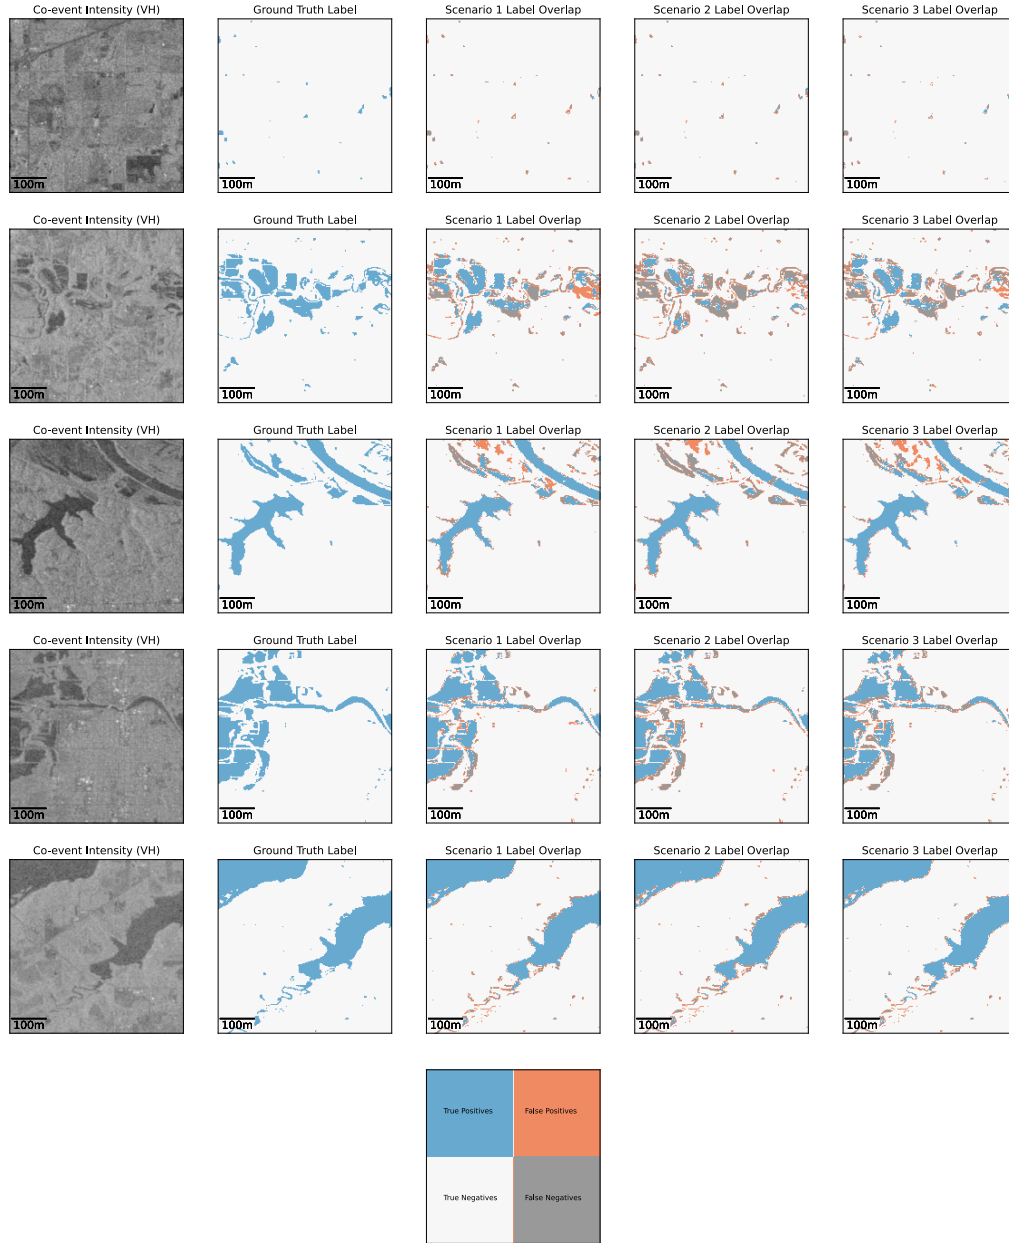 Co-event Intensity (VH) Ground Truth Label Scenario 1 Label Overlap Scenario 2 Label Overlap Scenario 3 Label Overlap
100m 100m 100m 100m 100m
Co-event Intensity (VH) Ground Truth Label Scenario 1 Label Overlap Scenario 2 Label Overlap Scenario 3 Label Overlap
100m 100m 100m 100m 100m
Co-event Intensity (VH) Ground Truth Label Scenario 1 Label Overlap Scenario 2 Label Overlap Scenario 3 Label Overlap
100m 100m 100m 100m 100m
Co-event Intensity (VH) Ground Truth Label Scenario 1 Label Overlap Scenario 2 Label Overlap Scenario 3 Label Overlap
100m 100m 100m 100m 100m
Co-event Intensity (VH) Ground Truth Label Scenario 1 Label Overlap Scenario 2 Label Overlap Scenario 3 Label Overlap
100m 100m 100m 100m 100m
True Positives False Positives
True Negatives False Negatives